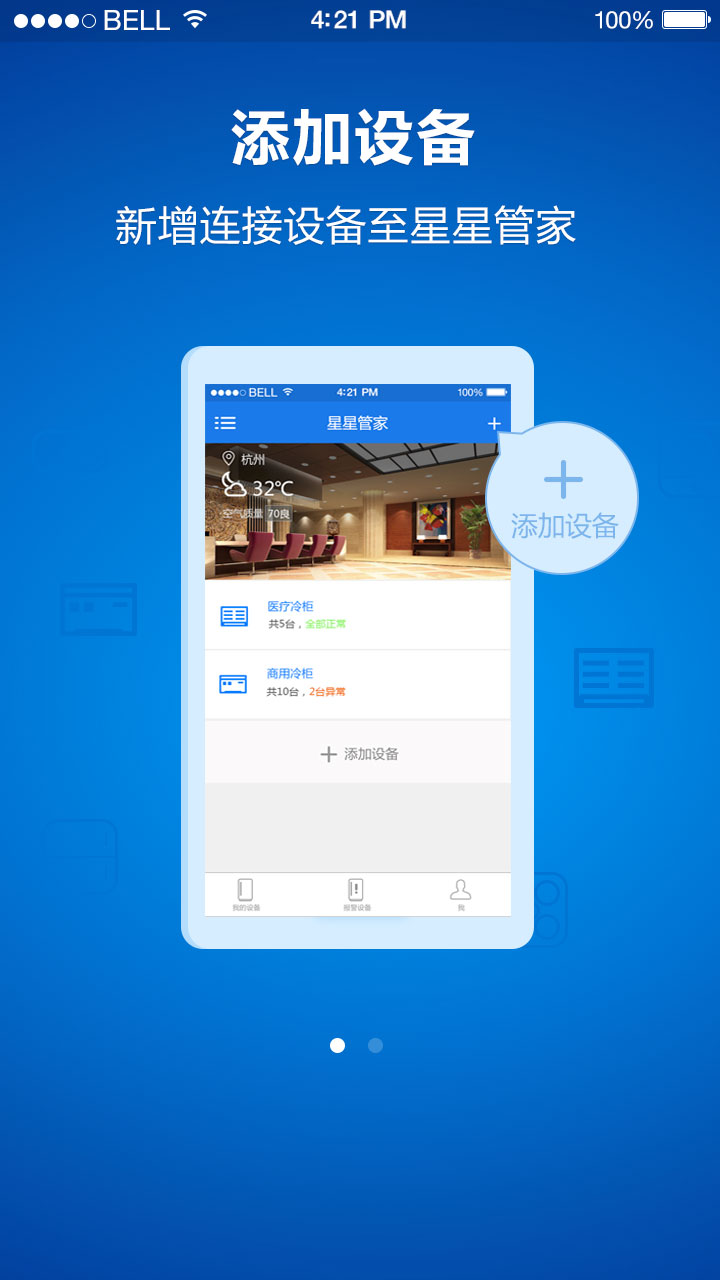 BELL 4:21 PM 100%
添加设备
新增连接设备至星星管家
BELL 4:21 PM 100%
星星管家
杭州
32℃
空气质量 70良
添加设备
医疗冷柜
共5台，全部正常
商用冷柜
共10台，2台异常
添加设备
我的设备 报警设备 我